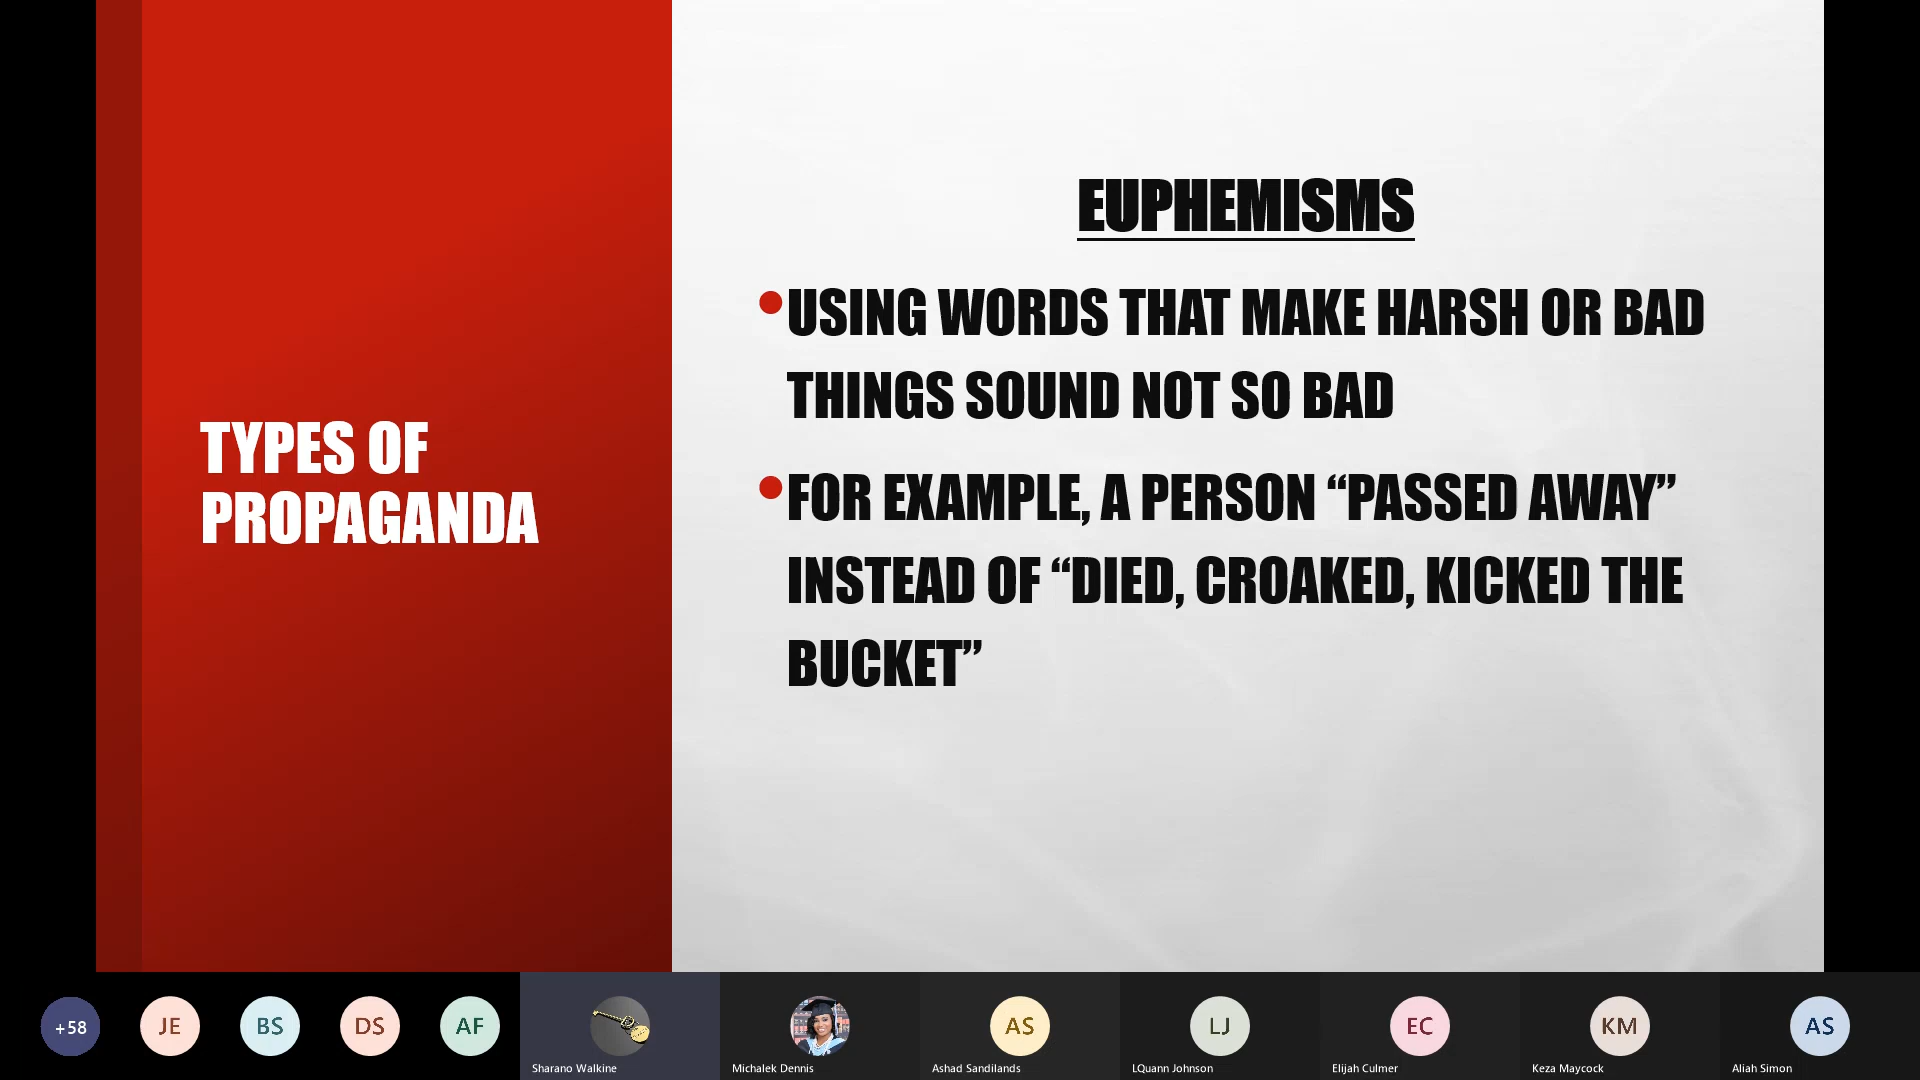 TYPES OF
PROPAGANDA
EUPHEMISMS
USING WORDS THAT MAKE HARSH OR BAD
THINGS SOUND NOT SO BAD
FOR EXAMPLE, A PERSON “PASSED AWAY”
INSTEAD OF “DIED, CROAKED, KICKED THE
BUCKET”
+58
JE
BS
DS
AF
Sharano Walkine
Michalek Dennis
AS
Ashad Sandilands
LJ
LQuann Johnson
EC
Elijah Culmer
KM
Keza Maycock
AS
Aliah Simon